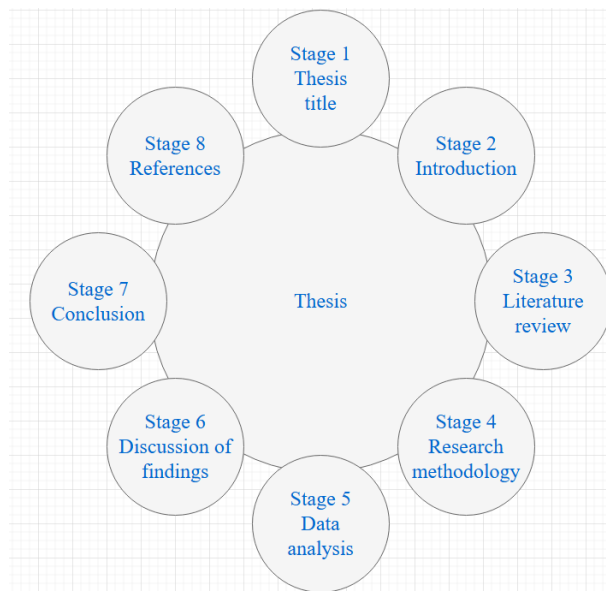 Stage 1
Thesis
title
Stage 2
Introduction
Stage 3
Literature
review
Stage 4
Research
methodology
Stage 5
Data
analysis
Stage 6
Discussion of
findings
Stage 7
Conclusion
Stage 8
References
Thesis